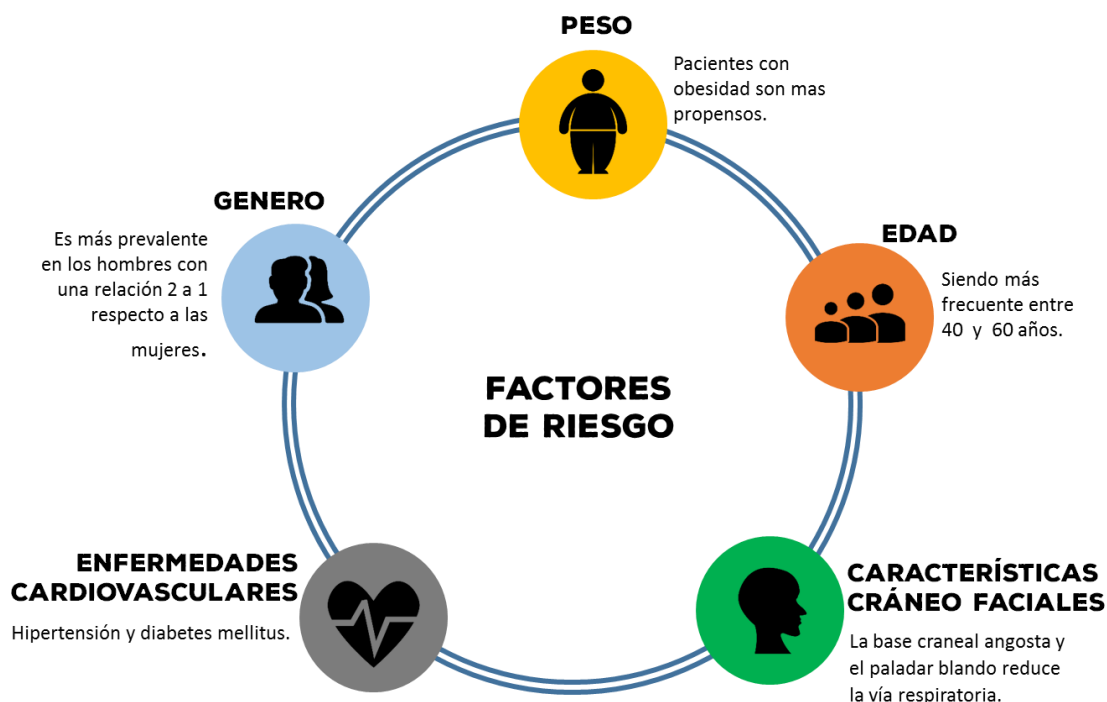 PESO
Pacientes con
obesidad son mas
propensos.
GENERO
Es más prevalente
en los hombres con
una relación 2 a 1
respecto a las
mujeres.
EDAD
Siendo más
frecuente entre
40 y 60 años.
FACTORES
DE RIESGO
ENFERMEDADES
CARDIOVASCULARES
Hipertensión y diabetes mellitus.
CARACTERÍSTICAS
CRÁNEO FACIALES
La base craneal angosta y
el paladar blando reduce
la vía respiratoria.